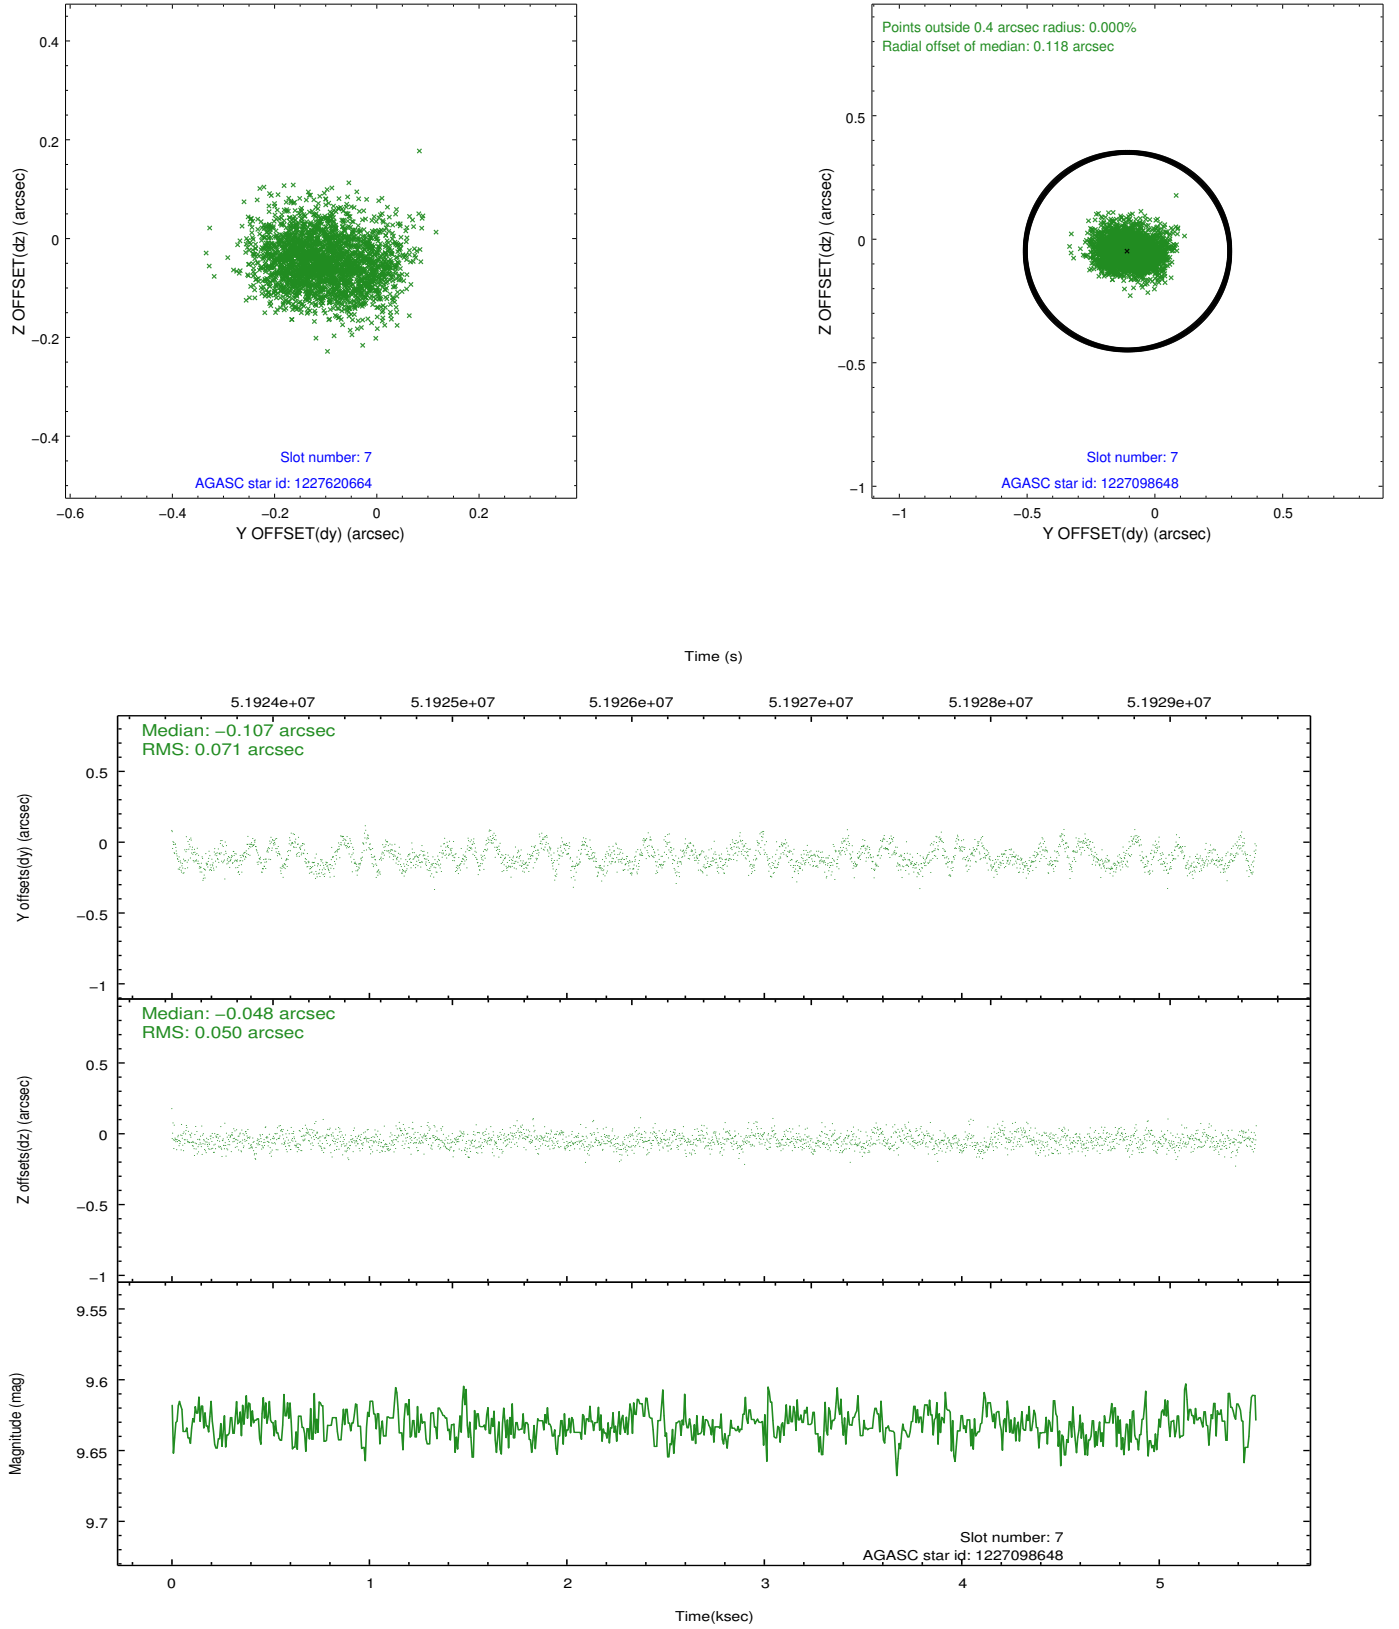 0.4
0.2
0
−0.2
−0.4
Z OFFSET(dz) (arcsec)
Slot number: 7
AGASC star id: 1227620664
−0.6
−0.4
−0.2
0
0.2
Y OFFSET(dy) (arcsec)
Points outside 0.4 arcsec radius: 0.000%
Radial offset of median: 0.118 arcsec
0.5
0
−0.5
−1
Z OFFSET(dz) (arcsec)
Slot number: 7
AGASC star id: 1227098648
−1
−0.5
0
0.5
Y OFFSET(dy) (arcsec)
Time (s)
5.1924e+07
5.1925e+07
5.1926e+07
5.1927e+07
5.1928e+07
5.1929e+07
Median: −0.107 arcsec
RMS: 0.071 arcsec
0.5
0
−0.5
−1
Y offsets(dy) (arcsec)
Median: −0.048 arcsec
RMS: 0.050 arcsec
0.5
0
−0.5
−1
Z offsets(dz) (arcsec)
9.55
9.6
9.65
9.7
Magnitude (mag)
Slot number: 7
AGASC star id: 1227098648
0
1
2
3
4
5
Time(ksec)